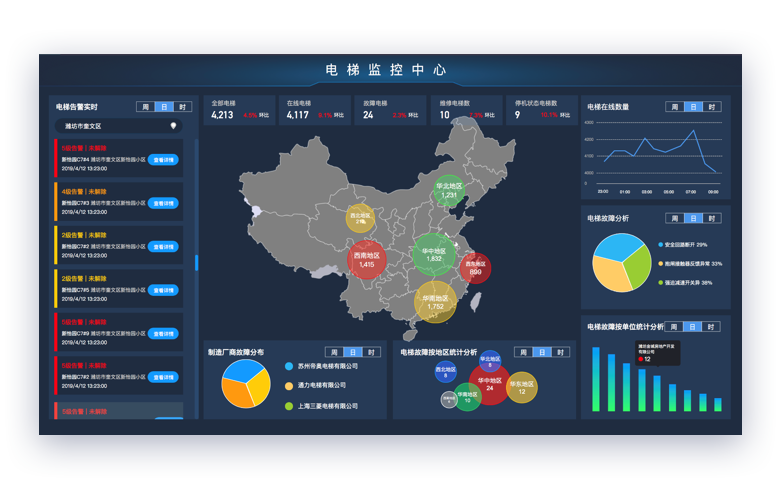 电梯监控中心
电梯告警实时
周 日 时
潍坊市奎文区
5级告警 | 未解除
新怡园C7#4 潍坊市奎文区新怡园小区
2019/4/12 13:23:00
查看详情
4级告警 | 未解除
新怡园C7#3 潍坊市奎文区新怡园小区
2019/4/12 13:23:00
查看详情
2级告警 | 未解除
新怡园C7#2 潍坊市奎文区新怡园小区
2019/4/12 13:23:00
查看详情
2级告警 | 未解除
新怡园C7#5 潍坊市奎文区新怡园小区
2019/4/12 13:23:00
查看详情
5级告警 | 未解除
新怡园C7#9 潍坊市奎文区新怡园小区
2019/4/12 13:23:00
查看详情
5级告警 | 未解除
新怡园C7#2 潍坊市奎文区新怡园小区
2019/4/12 13:23:00
查看详情
5级告警 | 未解除
全部电梯
4,213 环比
在线电梯
4,117 环比
故障电梯
24 环比
维修电梯数
10 环比
停机状态电梯数
9 环比
华北地区
1,231
西北地区
西南地区
1,415
华中地区
1,832
899
华南地区
1,752
制造厂商故障分布
周 日 时
苏州帝奥电梯有限公司
通力电梯有限公司
上海三菱电梯有限公司
电梯故障按地区统计分析
周 日 时
华北地区
8
西北地区
8
华中地区
24
华东地区
12
华南地区
10
电梯在线数量
周 日 时
4200
4100
4000
0
23:00 01:00 03:00 05:00 07:00 09:00
电梯故障分析
周 日 时
安全回路断开 29%
抱闸接触器反馈异常 33%
强迫减速开关异 38%
电梯故障按单位统计分析
周 日 时
潍坊金诚房地产开发
有限公司
12